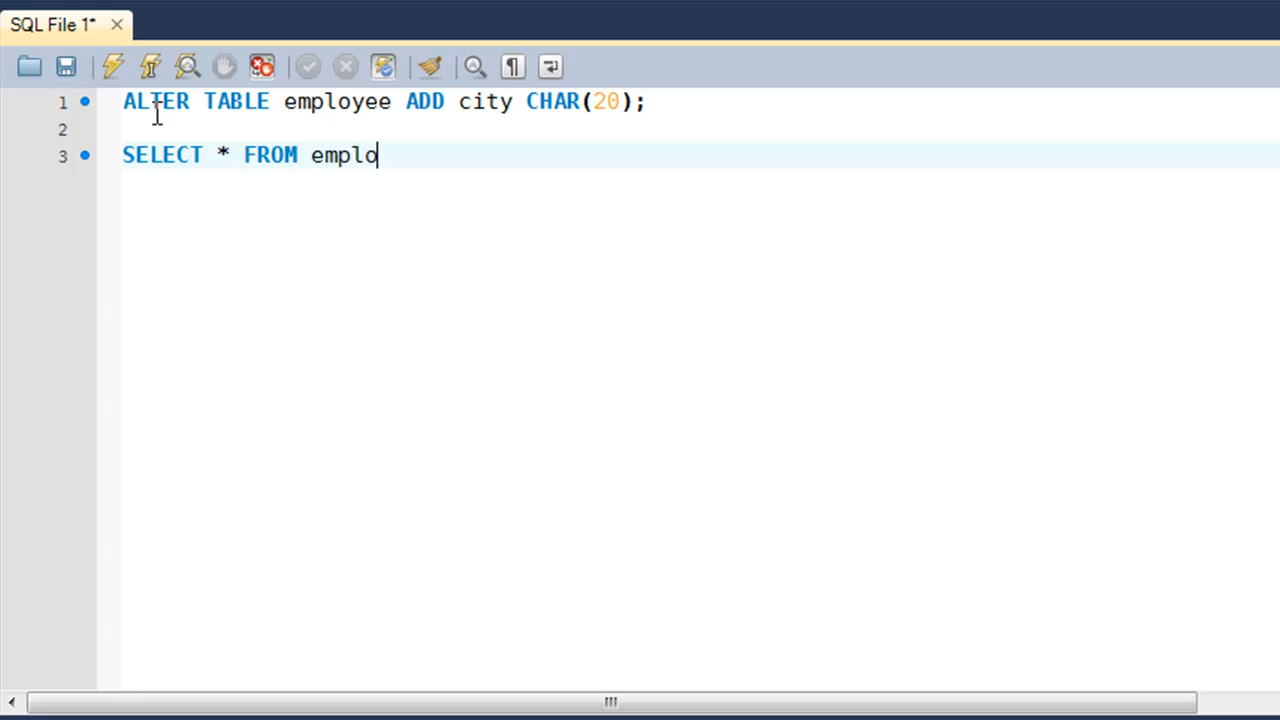 SQL File 1*
1 ALTER TABLE employee ADD city CHAR(20);
2
3 SELECT * FROM emplo